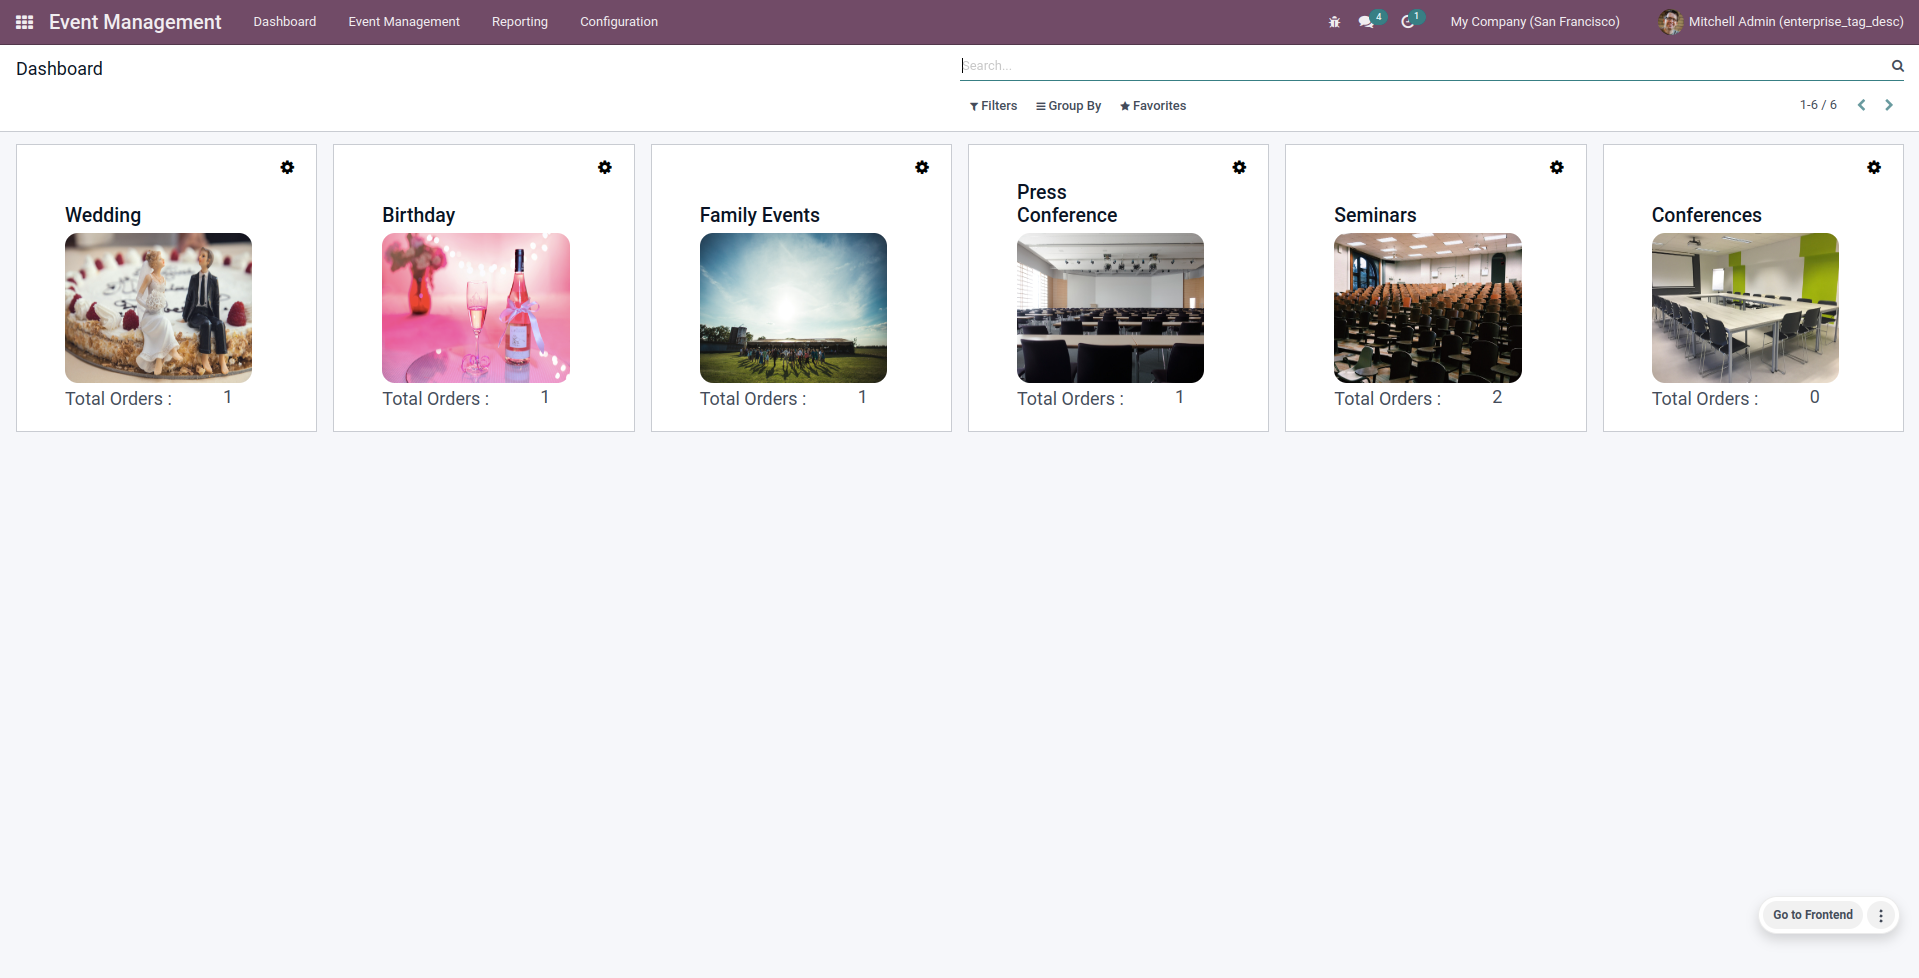 Event Management
Dashboard
Event Management
Reporting
Configuration
4
1
My Company (San Francisco)
Mitchell Admin (enterprise_tag_desc)
Dashboard
Search...
Filters
Group By
Favorites
1-6 / 6
Wedding
Total Orders : 1
Birthday
Total Orders : 1
Family Events
Total Orders : 1
Press
Conference
Total Orders : 1
Seminars
Total Orders : 2
Conferences
Total Orders : 0
Go to Frontend